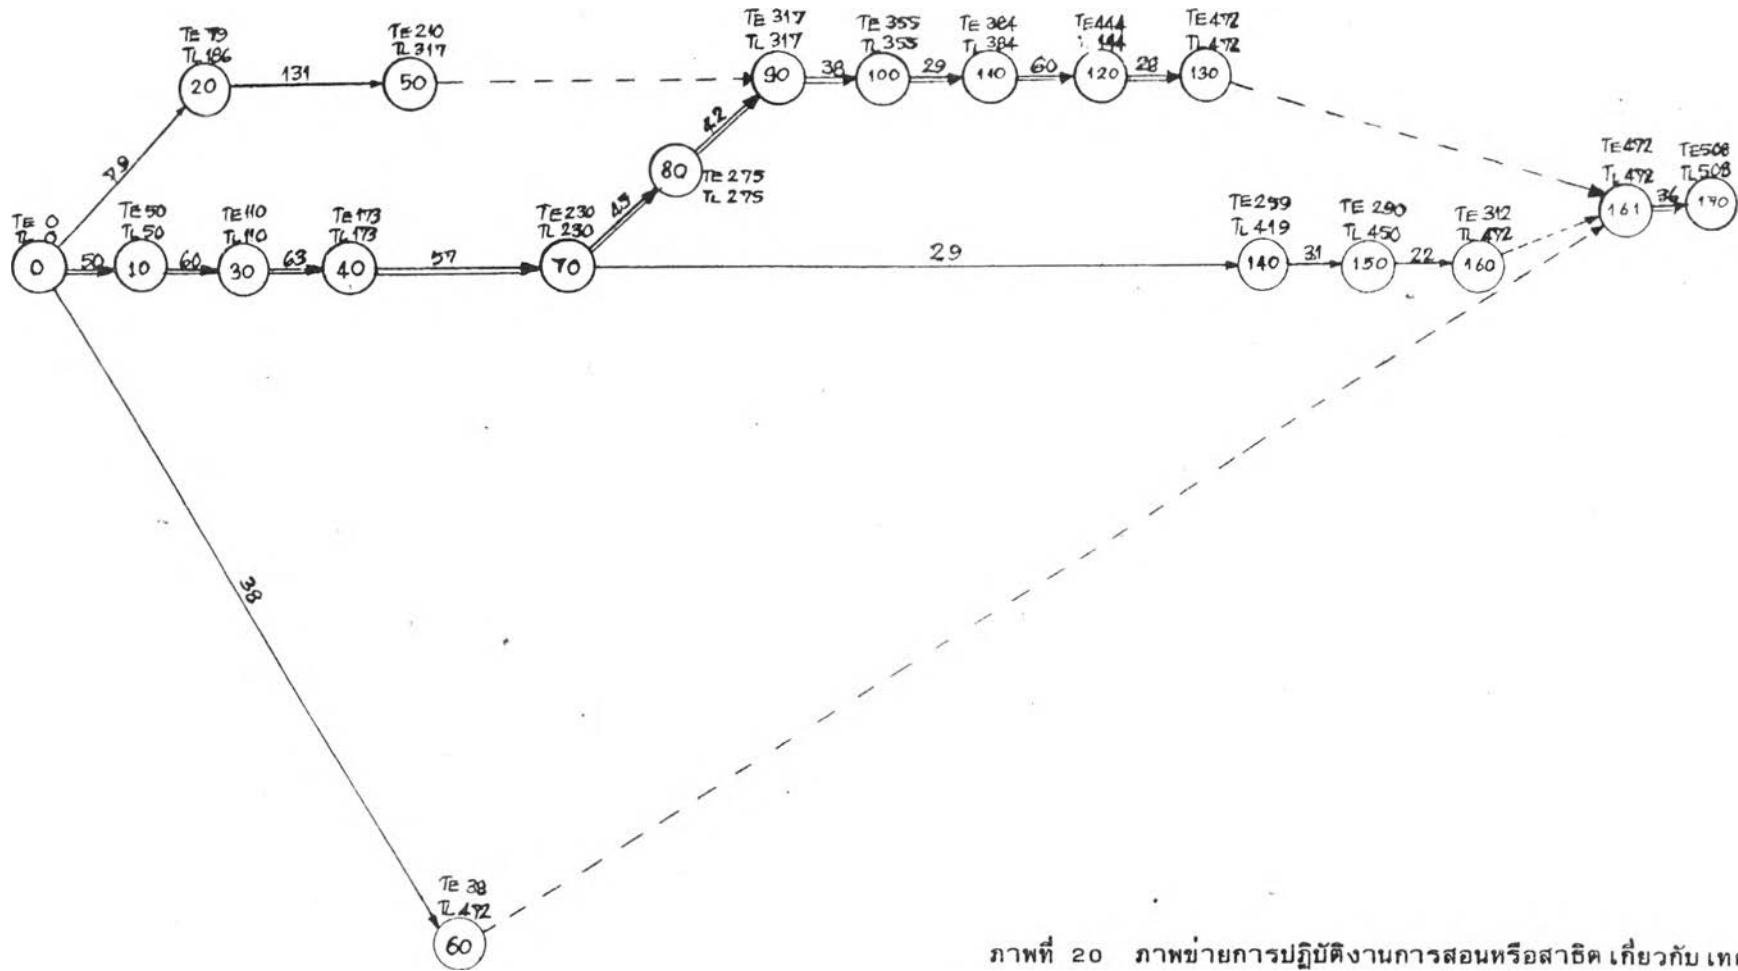 TE 79
TL 186
20
131
TE 210
TL 317
50
TE 317
TL 317
90
38
TE 355
TL 355
100
29
TE 384
TL 384
110
60
TE 444
120
28
TE 472
TL 472
130
79
42
80
TE 275
TL 275
45
TE 0
TL 0
0
50
TE 50
TL 50
10
60
TE 110
TL 110
30
63
TE 173
TL 173
40
57
TE 230
TL 230
70
29
TE 259
TL 419
140
31
TE 290
TL 450
150
22
TE 312
TL 472
160
TE 472
TL 472
161
36
TE 508
TL 508
170
38
TE 38
TL 472
60
ภาพที่ 20 ภาพข่ายการปฏิบัติงานการสอนหรือสาธิต เกี่ยวกับ